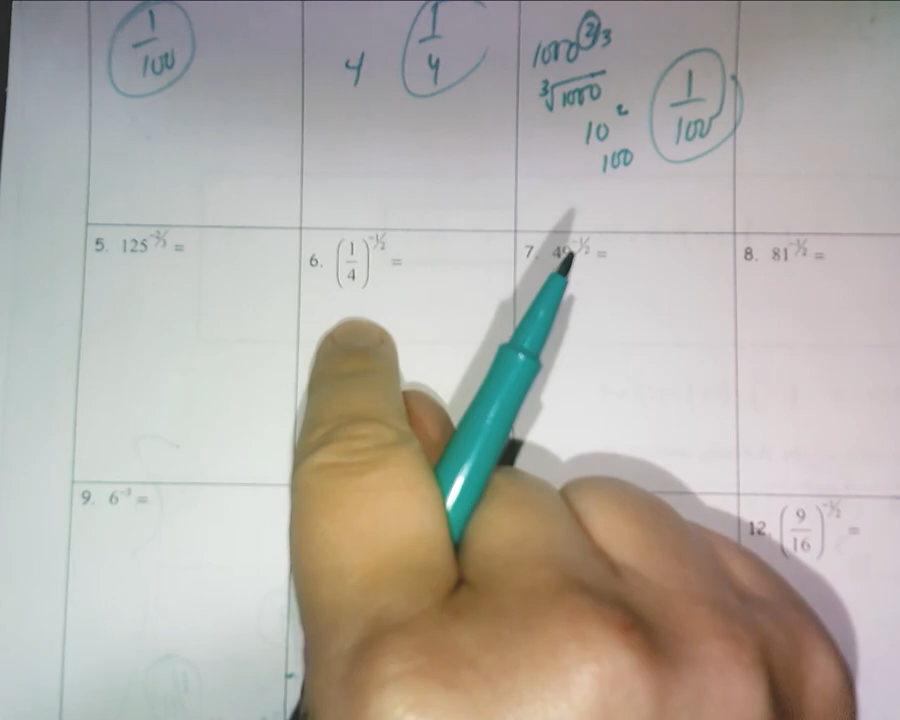 1/100
4 1/4
1000^2/3
³√1000
10²
100
1/100
5. 125^-²⁄₃ =
6. (1/4)^-½ =
7. 49^-½ =
8. 81^-½ =
9. 6⁻³ =
12. (9/16)^-½ =